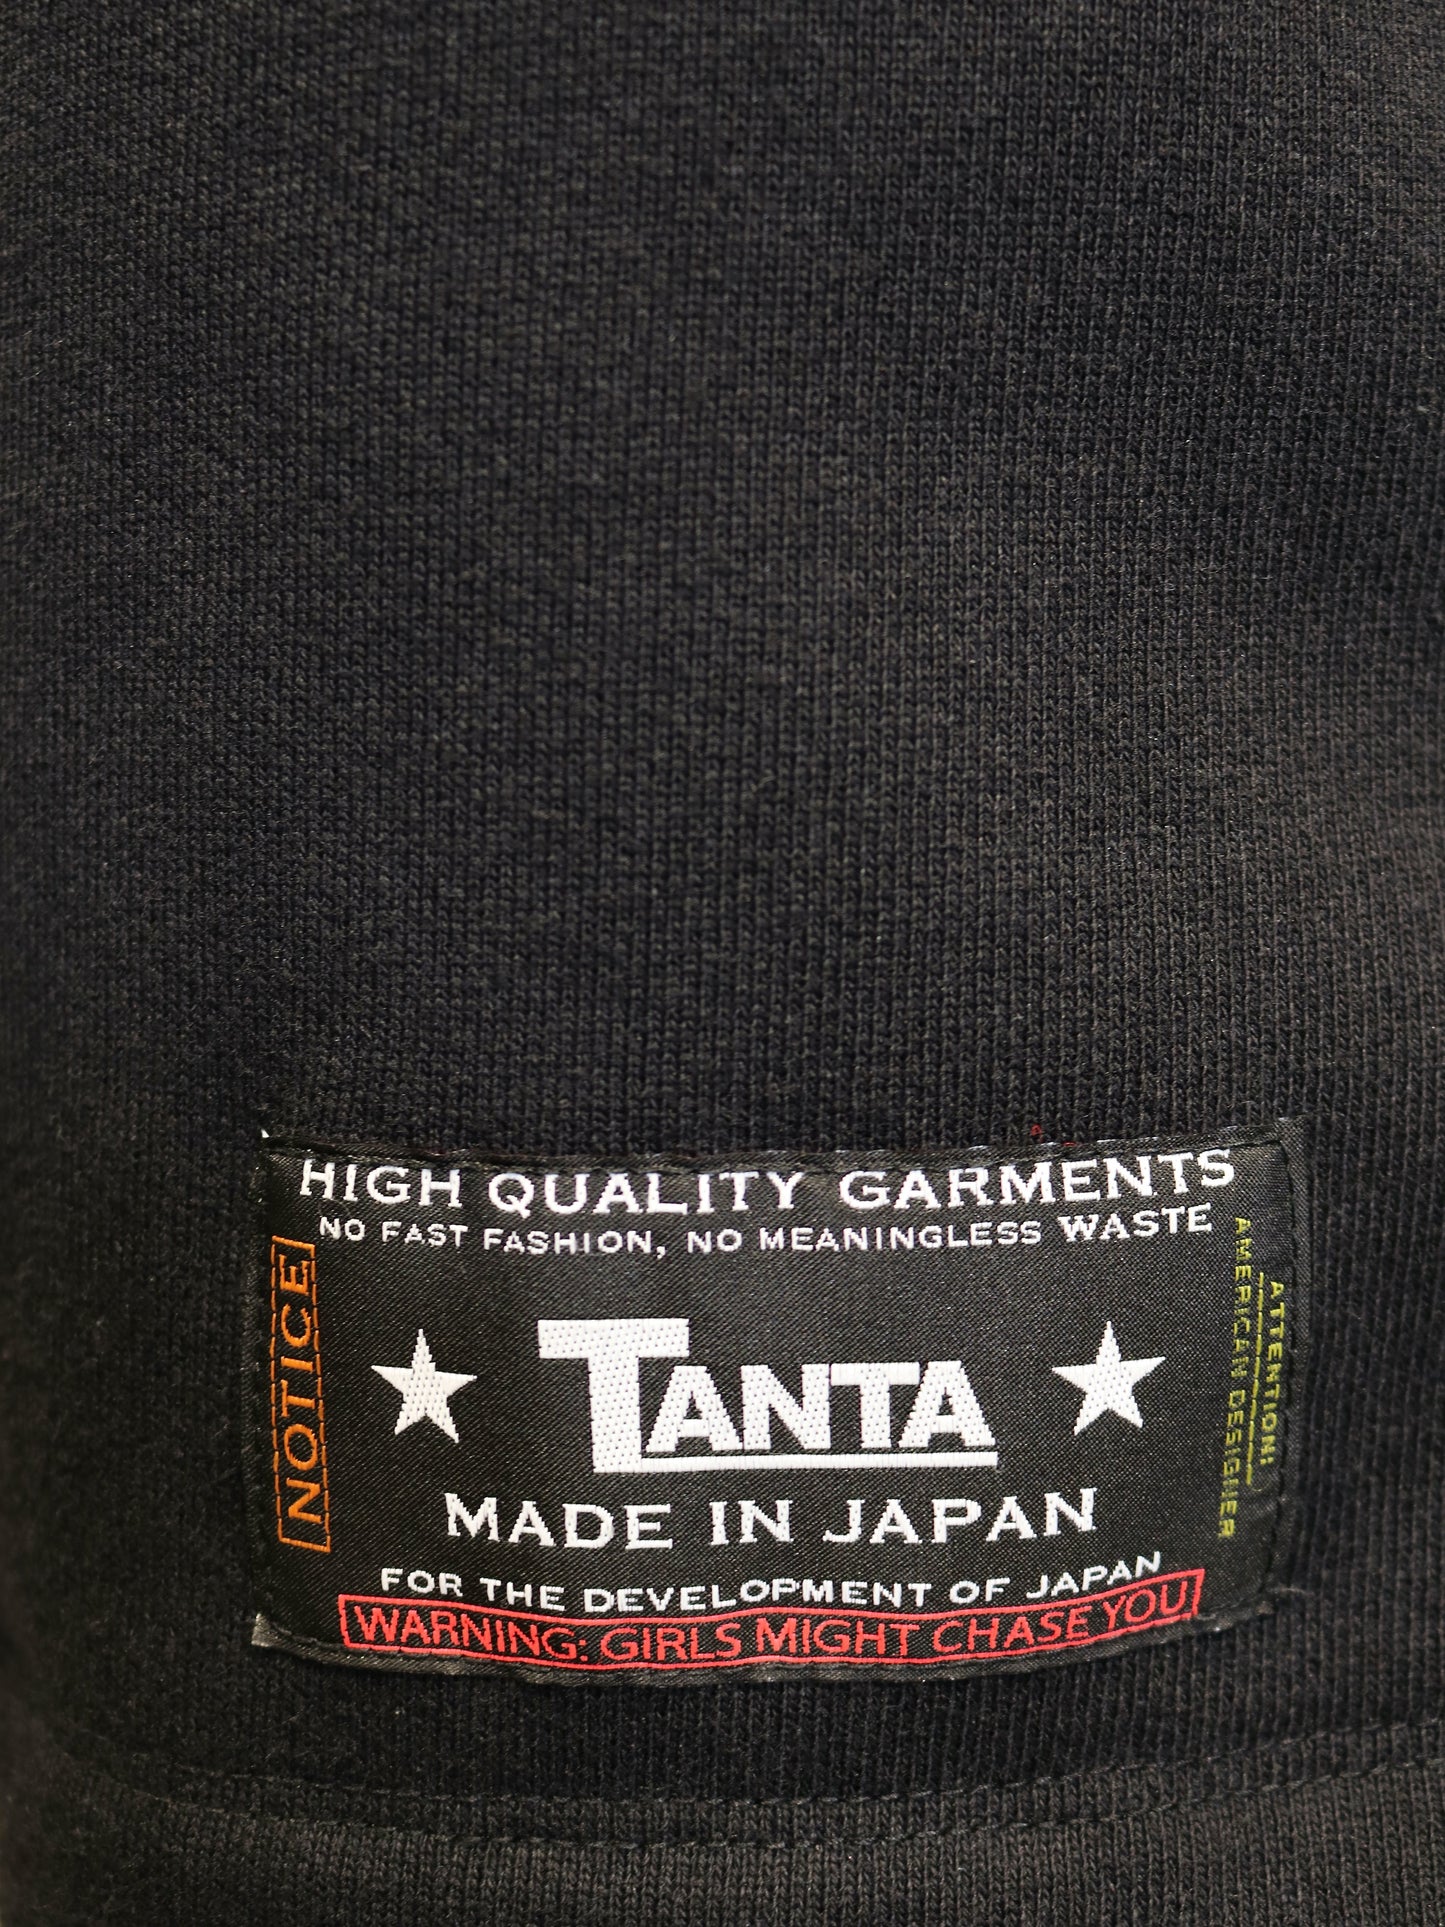 HIGH QUALITY GARMENTS
NO FAST FASHION, NO MEANINGLESS WASTE
NOTICE
TANTA
ATTENTION!
AMERICAN DESIGNER
MADE IN JAPAN
FOR THE DEVELOPMENT OF JAPAN
WARNING: GIRLS MIGHT CHASE YOU